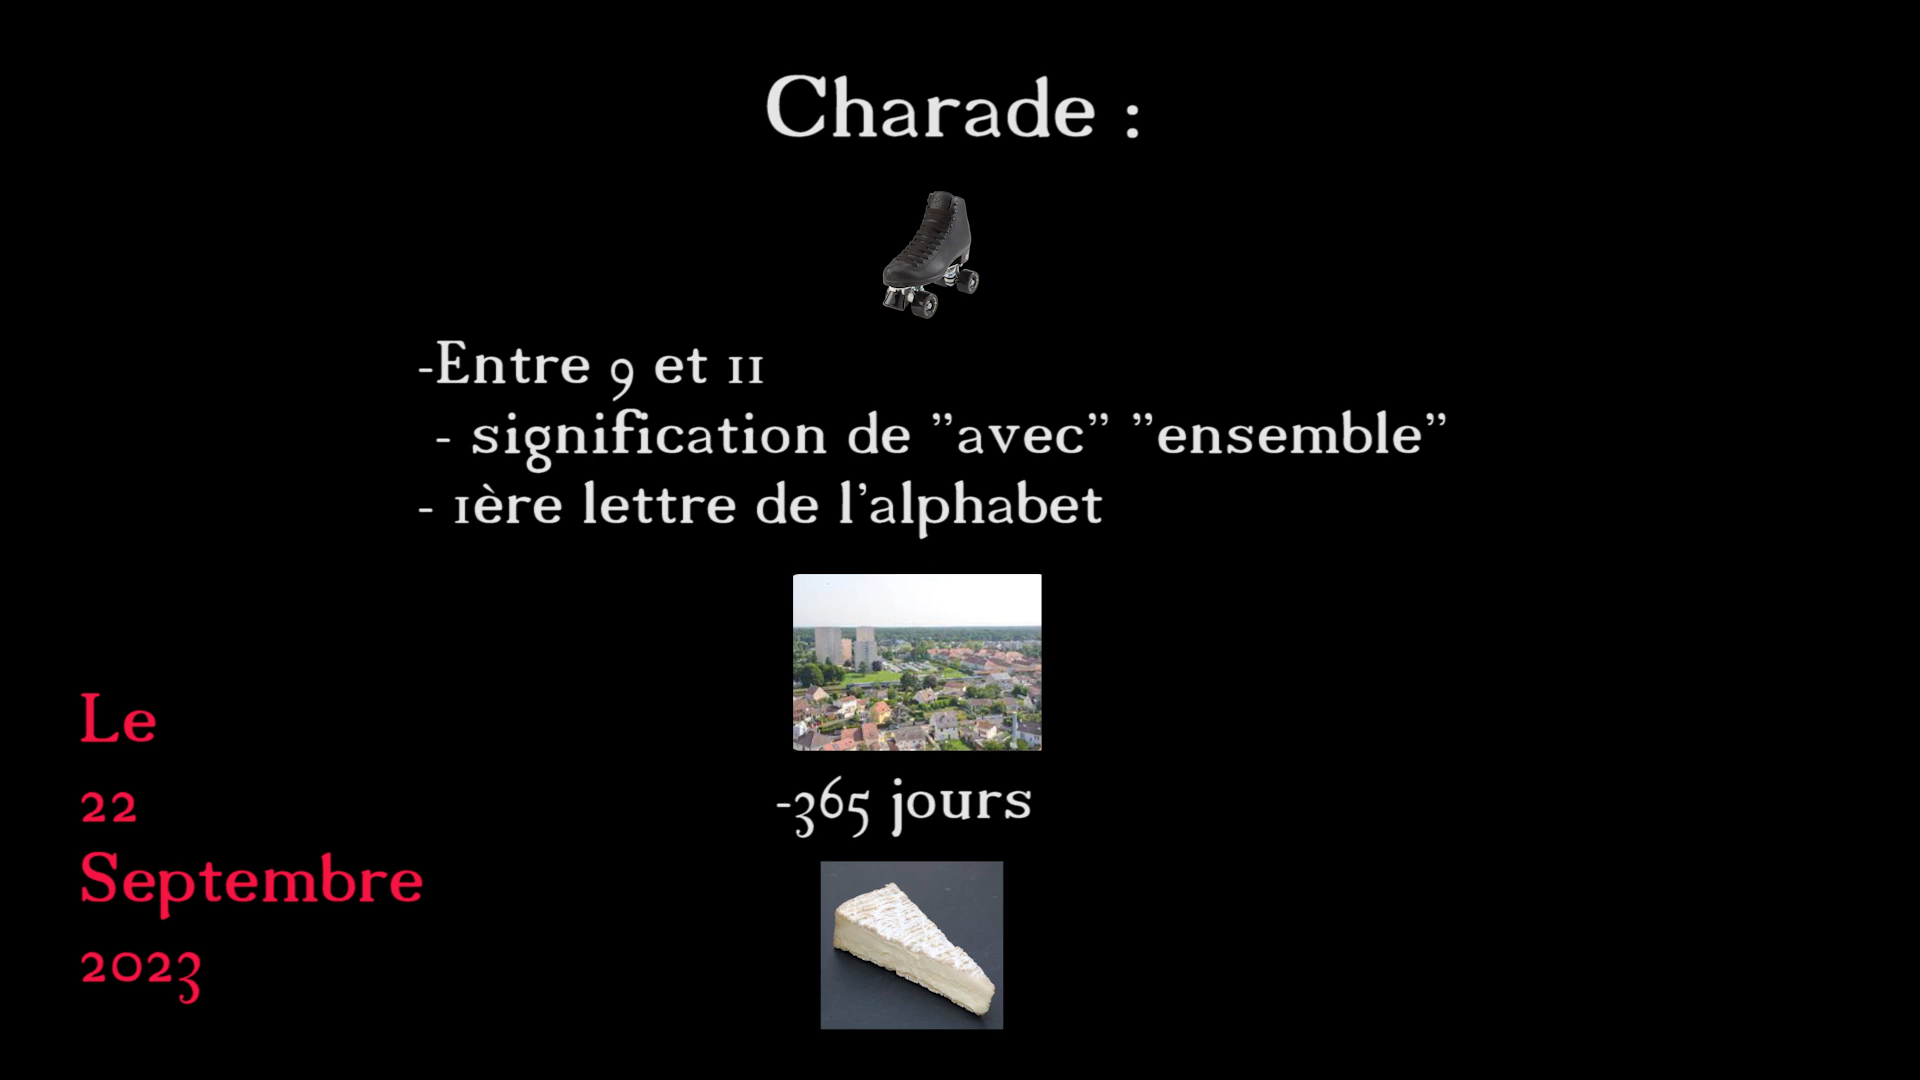 Charade :
-Entre 9 et 11
- signification de "avec" "ensemble"
- 1ère lettre de l'alphabet
-365 jours
Le
22
Septembre
2023